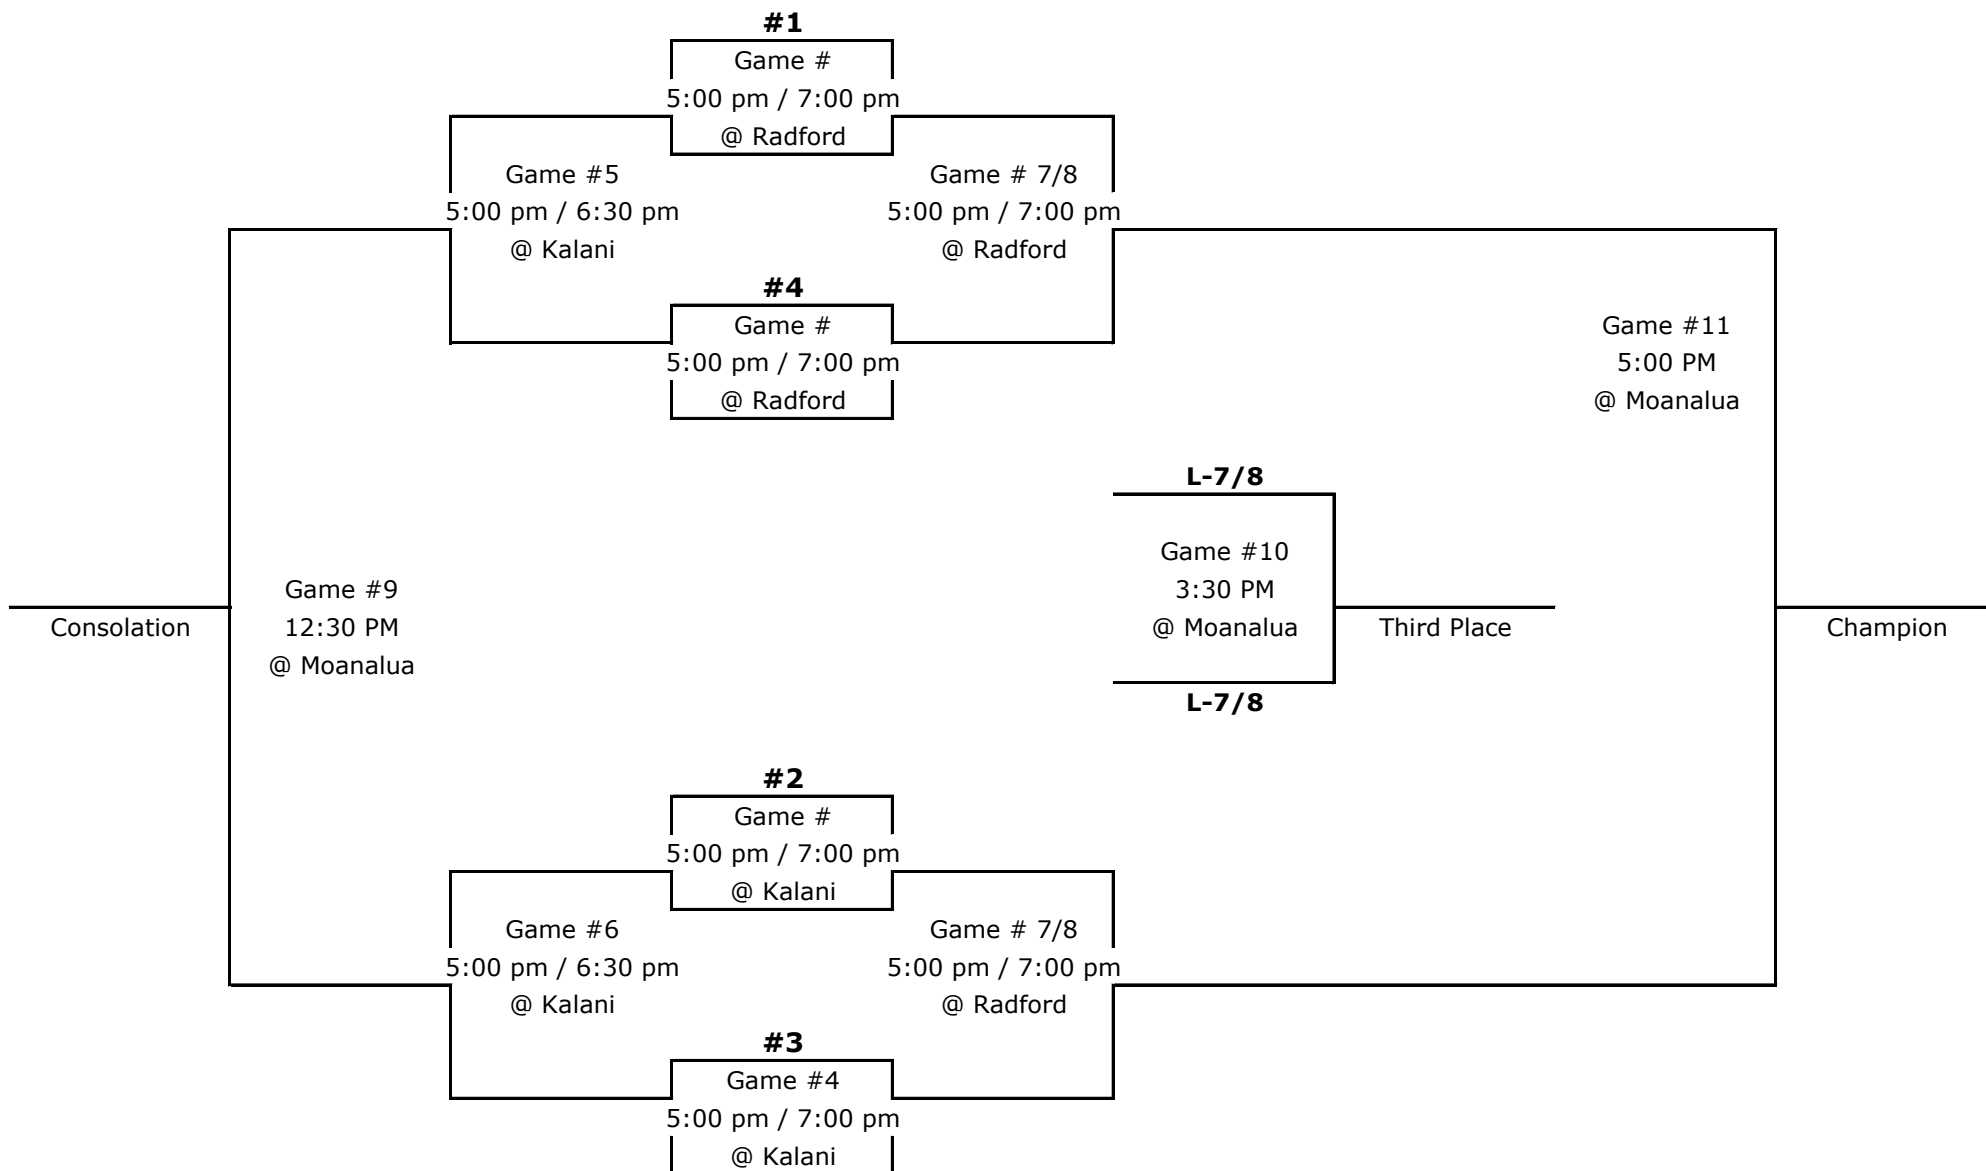 #1
Game #
5:00 pm / 7:00 pm
@ Radford
Game #5
5:00 pm / 6:30 pm
@ Kalani
Game # 7/8
5:00 pm / 7:00 pm
@ Radford
#4
Game #
5:00 pm / 7:00 pm
@ Radford
Game #11
5:00 PM
@ Moanalua
L-7/8
Game #10
3:30 PM
@ Moanalua
L-7/8
Third Place
Game #9
12:30 PM
@ Moanalua
Consolation
Champion
#2
Game #
5:00 pm / 7:00 pm
@ Kalani
Game #6
5:00 pm / 6:30 pm
@ Kalani
Game # 7/8
5:00 pm / 7:00 pm
@ Radford
#3
Game #4
5:00 pm / 7:00 pm
@ Kalani